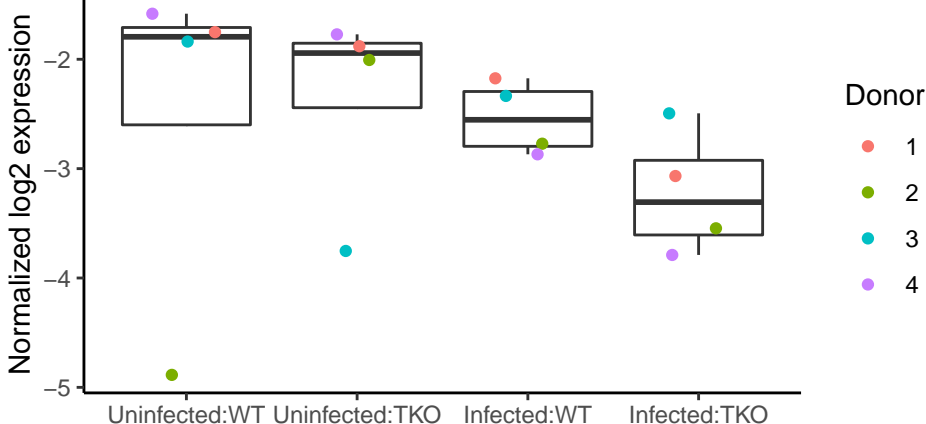 Normalized log2 expression
−2
−3
−4
−5
Uninfected:WT
Uninfected:TKO
Infected:WT
Infected:TKO
Donor
1
2
3
4